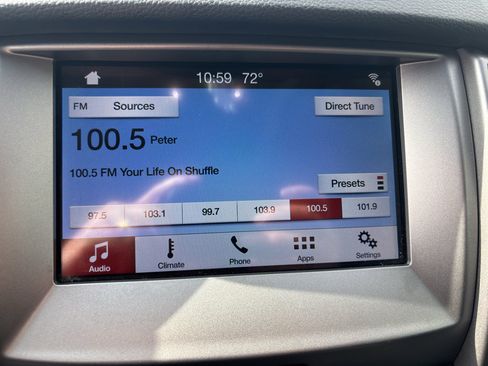 10:59 72°
FM Sources Direct Tune
100.5 Peter
100.5 FM Your Life On Shuffle
Presets
97.5 103.1 99.7 103.9 100.5 101.9
Audio Climate Phone Apps Settings